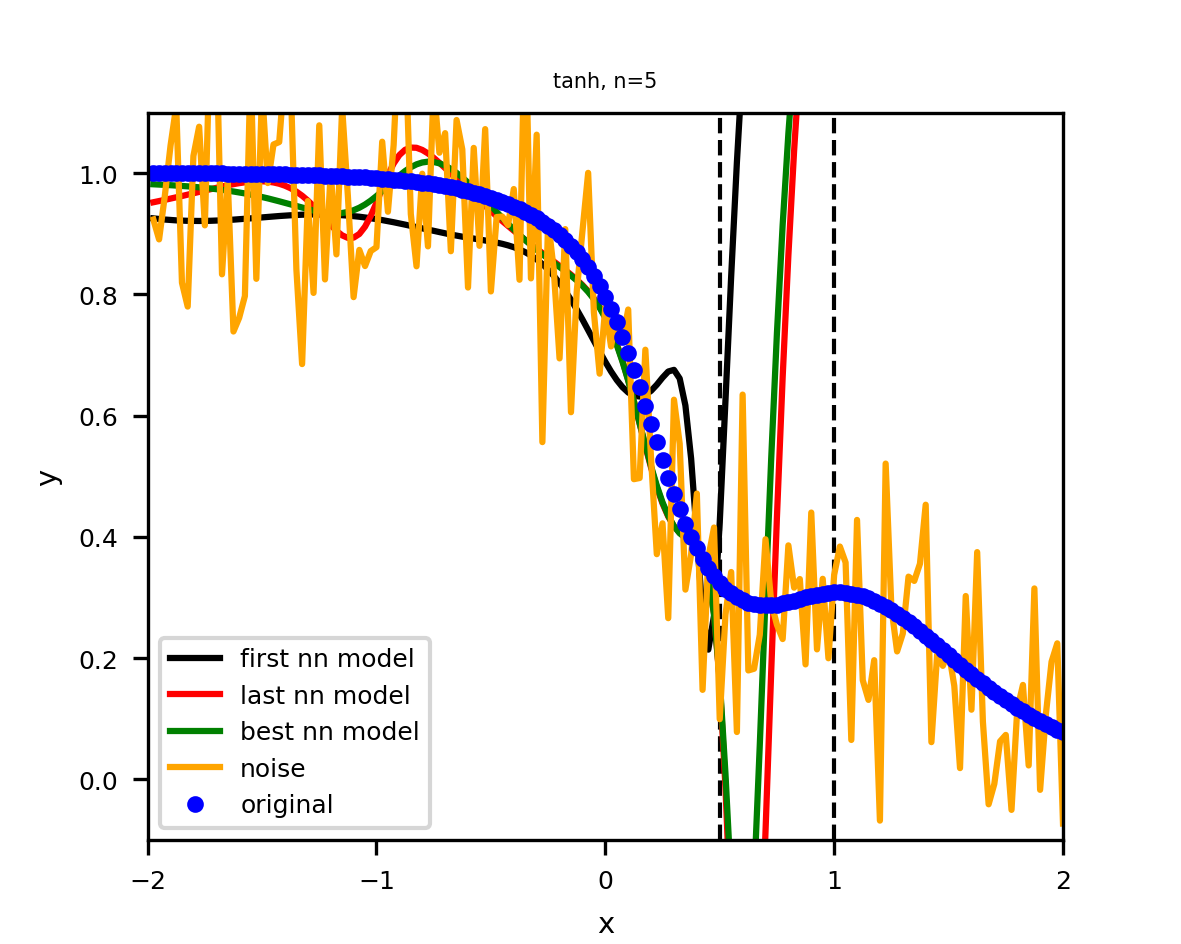 tanh, n=5
y
1.0
0.8
0.6
0.4
0.2
0.0
first nn model
last nn model
best nn model
noise
original
−2
−1
0
1
2
x